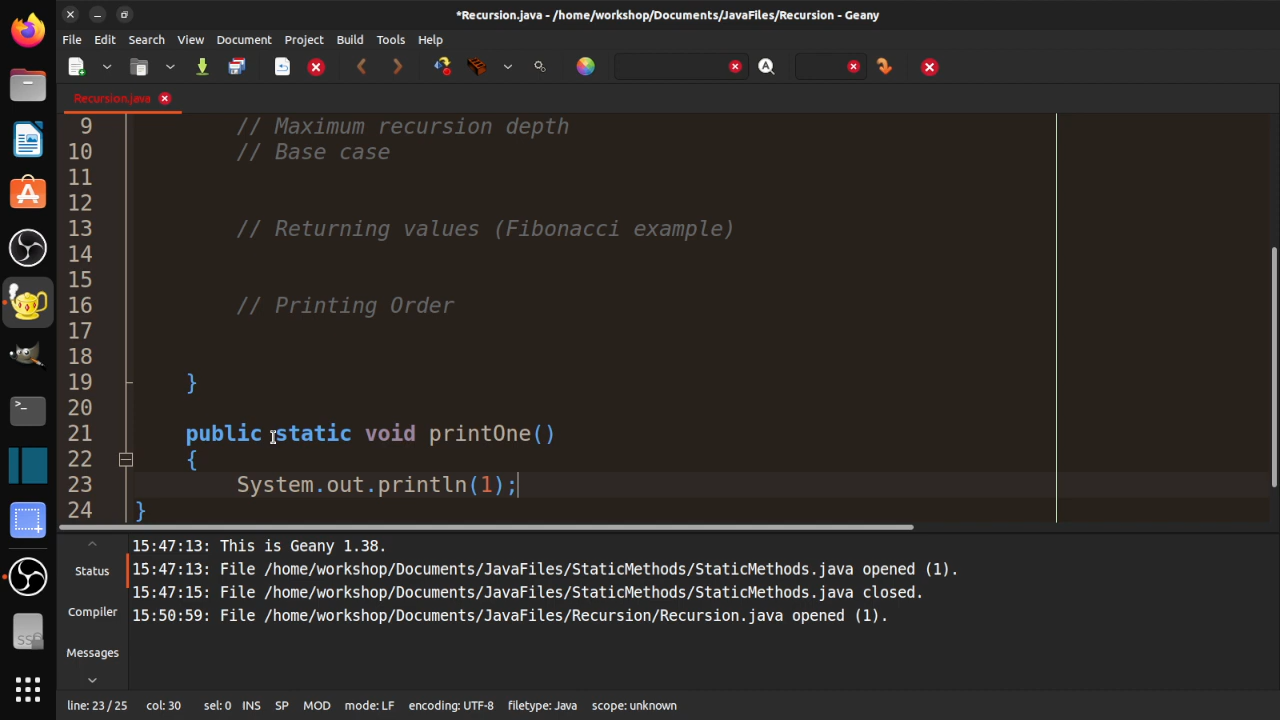 *Recursion.java - /home/workshop/Documents/JavaFiles/Recursion - Geany
File Edit Search View Document Project Build Tools Help
Recursion.java
9 // Maximum recursion depth
10 // Base case
11
12
13 // Returning values (Fibonacci example)
14
15
16 // Printing Order
17
18
19 }
20
21 public static void printOne()
22 {
23 System.out.println(1);
24 }
15:47:13: This is Geany 1.38.
Status 15:47:13: File /home/workshop/Documents/JavaFiles/StaticMethods/StaticMethods.java opened (1).
15:47:15: File /home/workshop/Documents/JavaFiles/StaticMethods/StaticMethods.java closed.
Compiler 15:50:59: File /home/workshop/Documents/JavaFiles/Recursion/Recursion.java opened (1).
Messages
line: 23 / 25 col: 30 sel: 0 INS SP MOD mode: LF encoding: UTF-8 filetype: Java scope: unknown